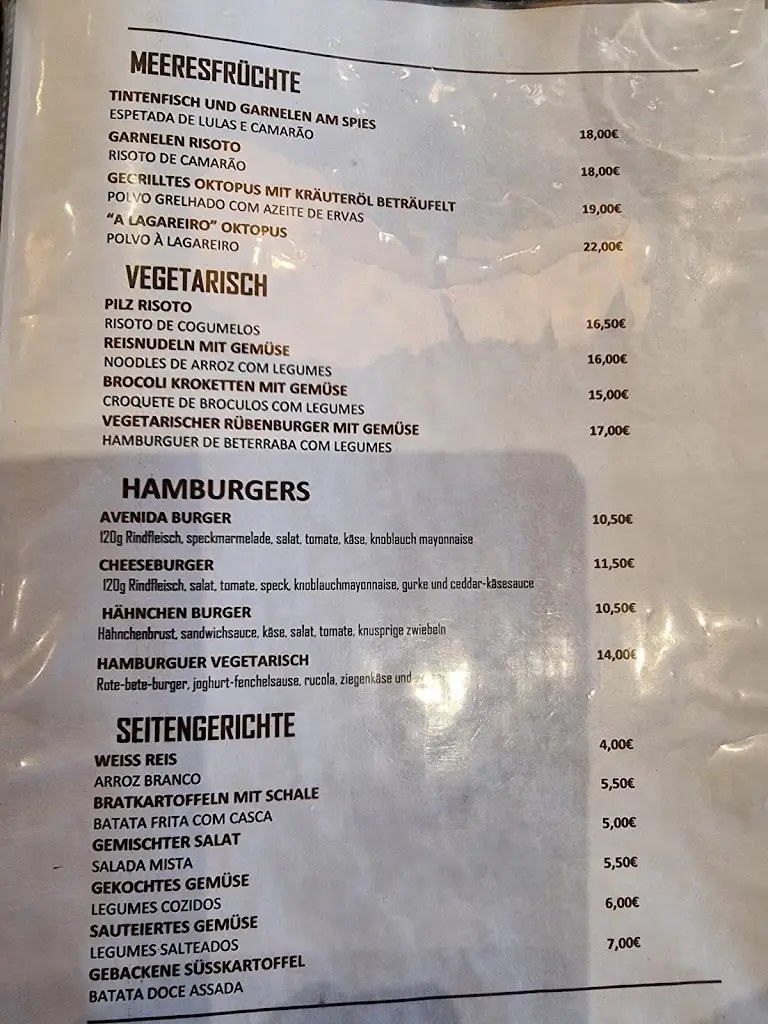 MEERESFRÜCHTE
TINTENFISCH UND GARNELEN AM SPIES
ESPETADA DE LULAS E CAMARÃO 18,00€
GARNELEN RISOTO
RISOTO DE CAMARÃO 18,00€
GEGRILLTES OKTOPUS MIT KRÄUTERÖL BETRÄUFELT
POLVO GRELHADO COM AZEITE DE ERVAS 19,00€
“A LAGAREIRO” OKTOPUS
POLVO À LAGAREIRO 22,00€
VEGETARISCH
PILZ RISOTO
RISOTO DE COGUMELOS 16,50€
REISNUDELN MIT GEMÜSE
NOODLES DE ARROZ COM LEGUMES 16,00€
BROCOLI KROKETTEN MIT GEMÜSE
CROQUETE DE BROCULOS COM LEGUMES 15,00€
VEGETARISCHER RÜBENBURGER MIT GEMÜSE
HAMBURGUER DE BETERRABA COM LEGUMES 17,00€
HAMBURGERS
AVENIDA BURGER 10,50€
120g Rindfleisch, speckmarmelade, salat, tomate, käse, knoblauch mayonnaise
CHEESEBURGER 11,50€
120g Rindfleisch, salat, tomate, speck, knoblauchmayonnaise, gurke und ceddar-käsesauce
HÄHNCHEN BURGER 10,50€
Hähnchenbrust, sandwichsauce, käse, salat, tomate, knusprige zwiebeln
HAMBURGUER VEGETARISCH 14,00€
Rote-bete-burger, joghurt-fenchelsause, rucola, ziegenkäse und
SEITENGERICHTE
WEISS REIS 4,00€
ARROZ BRANCO
BRATKARTOFFELN MIT SCHALE 5,50€
BATATA FRITA COM CASCA
GEMISCHTER SALAT 5,00€
SALADA MISTA
GEKOCHTES GEMÜSE 5,50€
LEGUMES COZIDOS
SAUTEIERTES GEMÜSE 6,00€
LEGUMES SALTEADOS
GEBACKENE SÜSSKARTOFFEL 7,00€
BATATA DOCE ASSADA